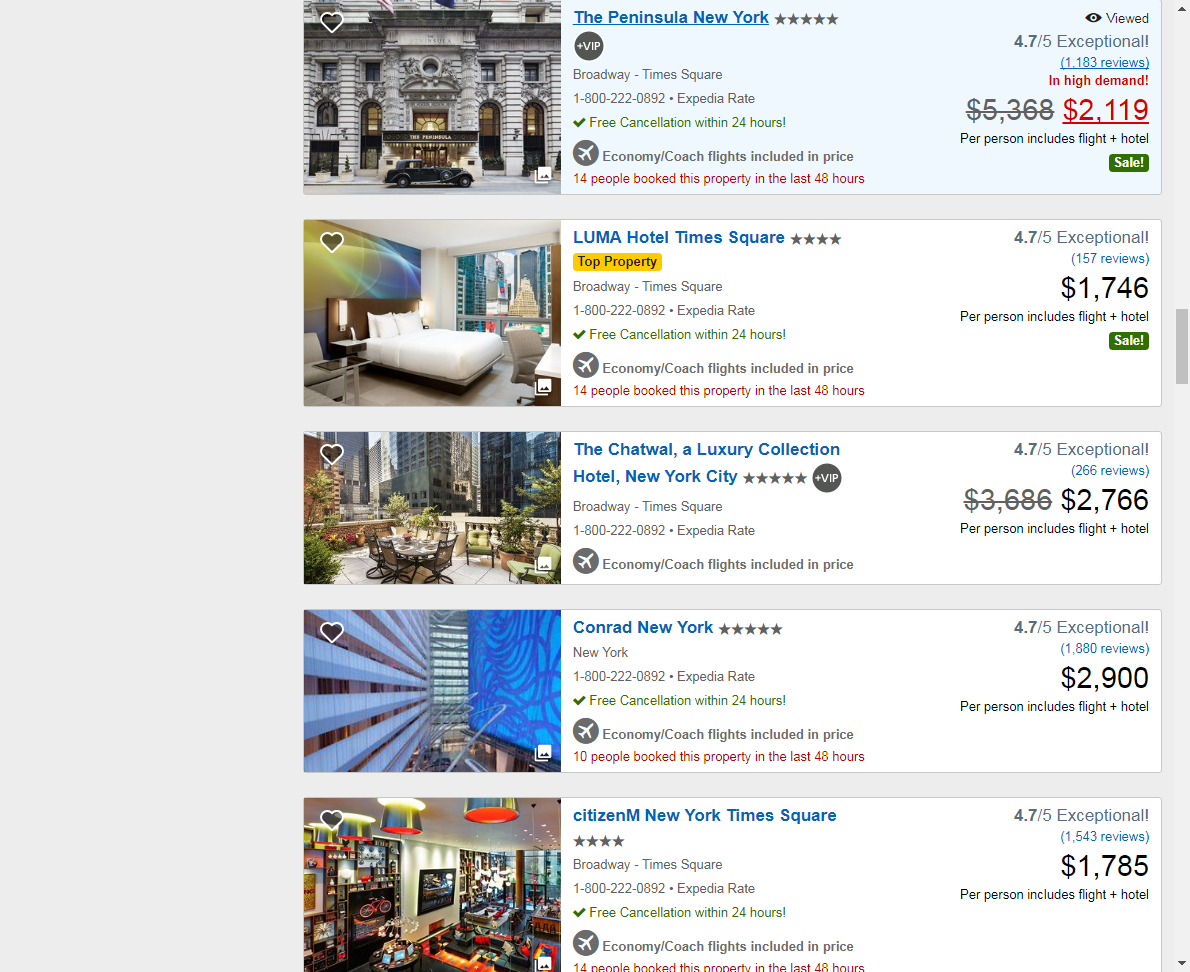 The Peninsula New York
+VIP
Broadway - Times Square
1-800-222-0892 • Expedia Rate
Free Cancellation within 24 hours!
Economy/Coach flights included in price
14 people booked this property in the last 48 hours
Viewed
4.7/5 Exceptional!
(1,183 reviews)
In high demand!
$5,368 $2,119
Per person includes flight + hotel
Sale!
THE PENINSULA
LUMA Hotel Times Square
Top Property
Broadway - Times Square
1-800-222-0892 • Expedia Rate
Free Cancellation within 24 hours!
Economy/Coach flights included in price
14 people booked this property in the last 48 hours
4.7/5 Exceptional!
(157 reviews)
$1,746
Per person includes flight + hotel
Sale!
The Chatwal, a Luxury Collection
Hotel, New York City +VIP
Broadway - Times Square
1-800-222-0892 • Expedia Rate
Economy/Coach flights included in price
4.7/5 Exceptional!
(266 reviews)
$3,686 $2,766
Per person includes flight + hotel
Conrad New York
New York
1-800-222-0892 • Expedia Rate
Free Cancellation within 24 hours!
Economy/Coach flights included in price
10 people booked this property in the last 48 hours
4.7/5 Exceptional!
(1,880 reviews)
$2,900
Per person includes flight + hotel
citizenM New York Times Square
Broadway - Times Square
1-800-222-0892 • Expedia Rate
Free Cancellation within 24 hours!
Economy/Coach flights included in price
14 people booked this property in the last 48 hours
4.7/5 Exceptional!
(1,543 reviews)
$1,785
Per person includes flight + hotel